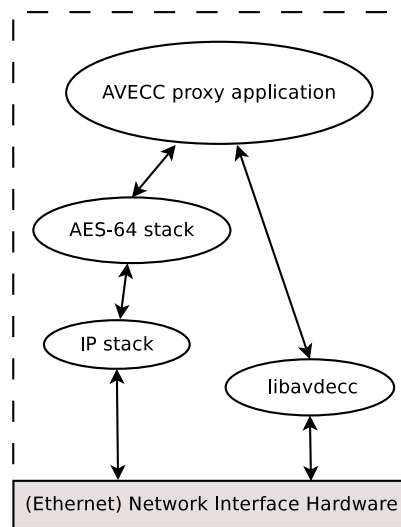 AVECC proxy application
AES-64 stack
IP stack
libavdecc
(Ethernet) Network Interface Hardware